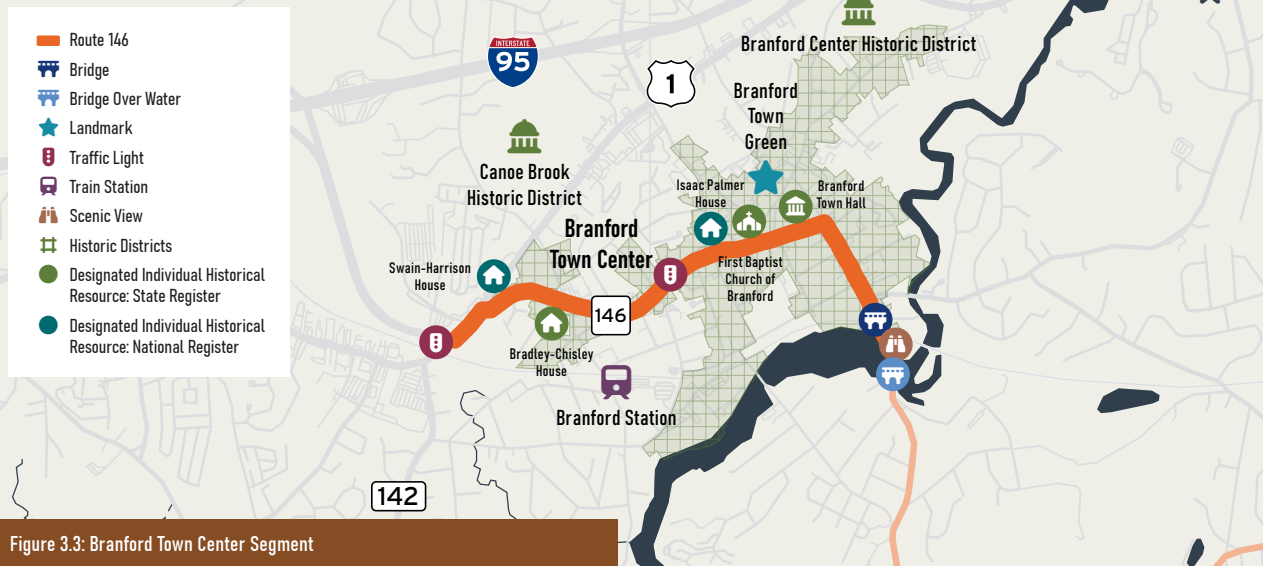 Route 146
Bridge
Bridge Over Water
Landmark
Traffic Light
Train Station
Scenic View
Historic Districts
Designated Individual Historical
Resource: State Register
Designated Individual Historical
Resource: National Register
INTERSTATE
95
1
Branford Center Historic District
Branford
Town
Green
Canoe Brook
Historic District
Isaac Palmer
House
Branford
Town Hall
Branford
Town Center
First Baptist
Church of
Branford
Swain-Harrison
House
146
Bradley-Chisley
House
Branford Station
142
Figure 3.3: Branford Town Center Segment